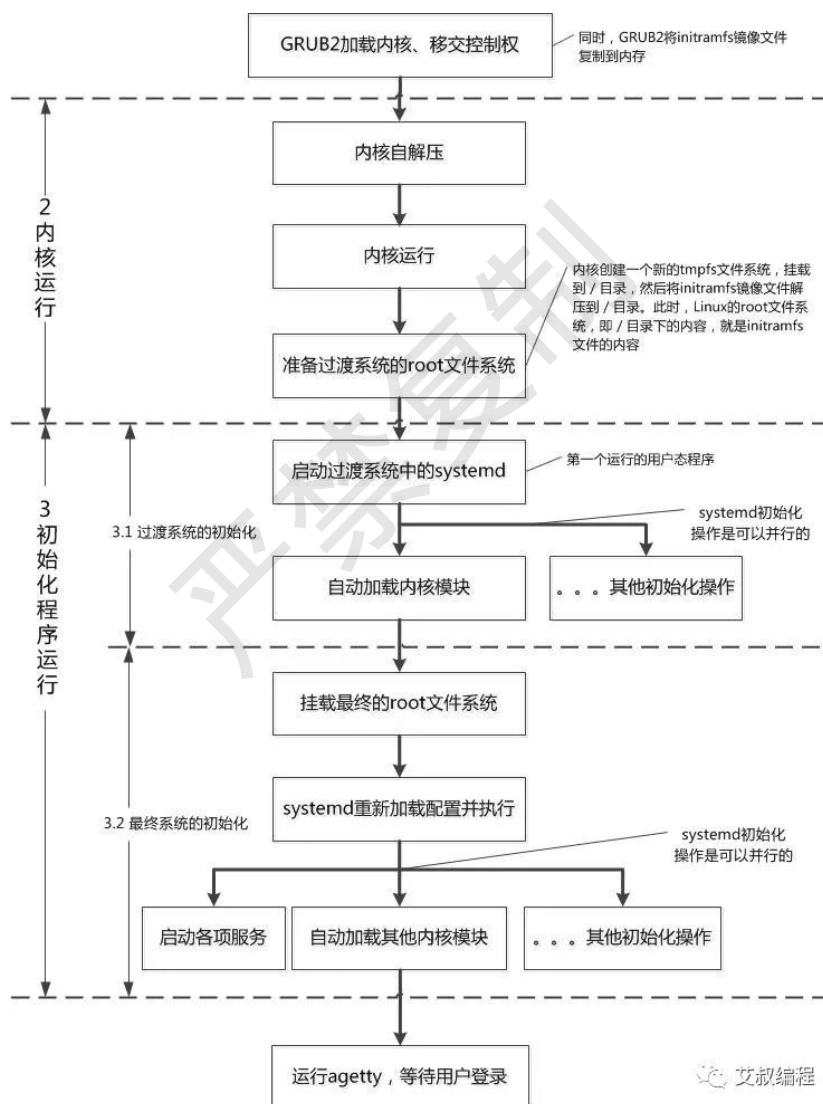 GRUB2加载内核、移交控制权
同时，GRUB2将initramfs镜像文件
复制到内存
2
内
核
运
行
内核自解压
内核运行
内核创建一个新的tmpfs文件系统，挂载
到 / 目录，然后将initramfs镜像文件解
压到 / 目录。此时，Linux的root文件系
统，即 / 目录下的内容，就是initramfs
文件的内容
准备过渡系统的root文件系统
3
初
始
化
程
序
运
行
3.1 过渡系统的初始化
启动过渡系统中的systemd
第一个运行的用户态程序
systemd初始化
操作是可以并行的
自动加载内核模块
。。。其他初始化操作
3.2 最终系统的初始化
挂载最终的root文件系统
systemd重新加载配置并执行
systemd初始化
操作是可以并行的
启动各项服务
自动加载其他内核模块
。。。其他初始化操作
运行agetty，等待用户登录
严禁复制
艾叔编程